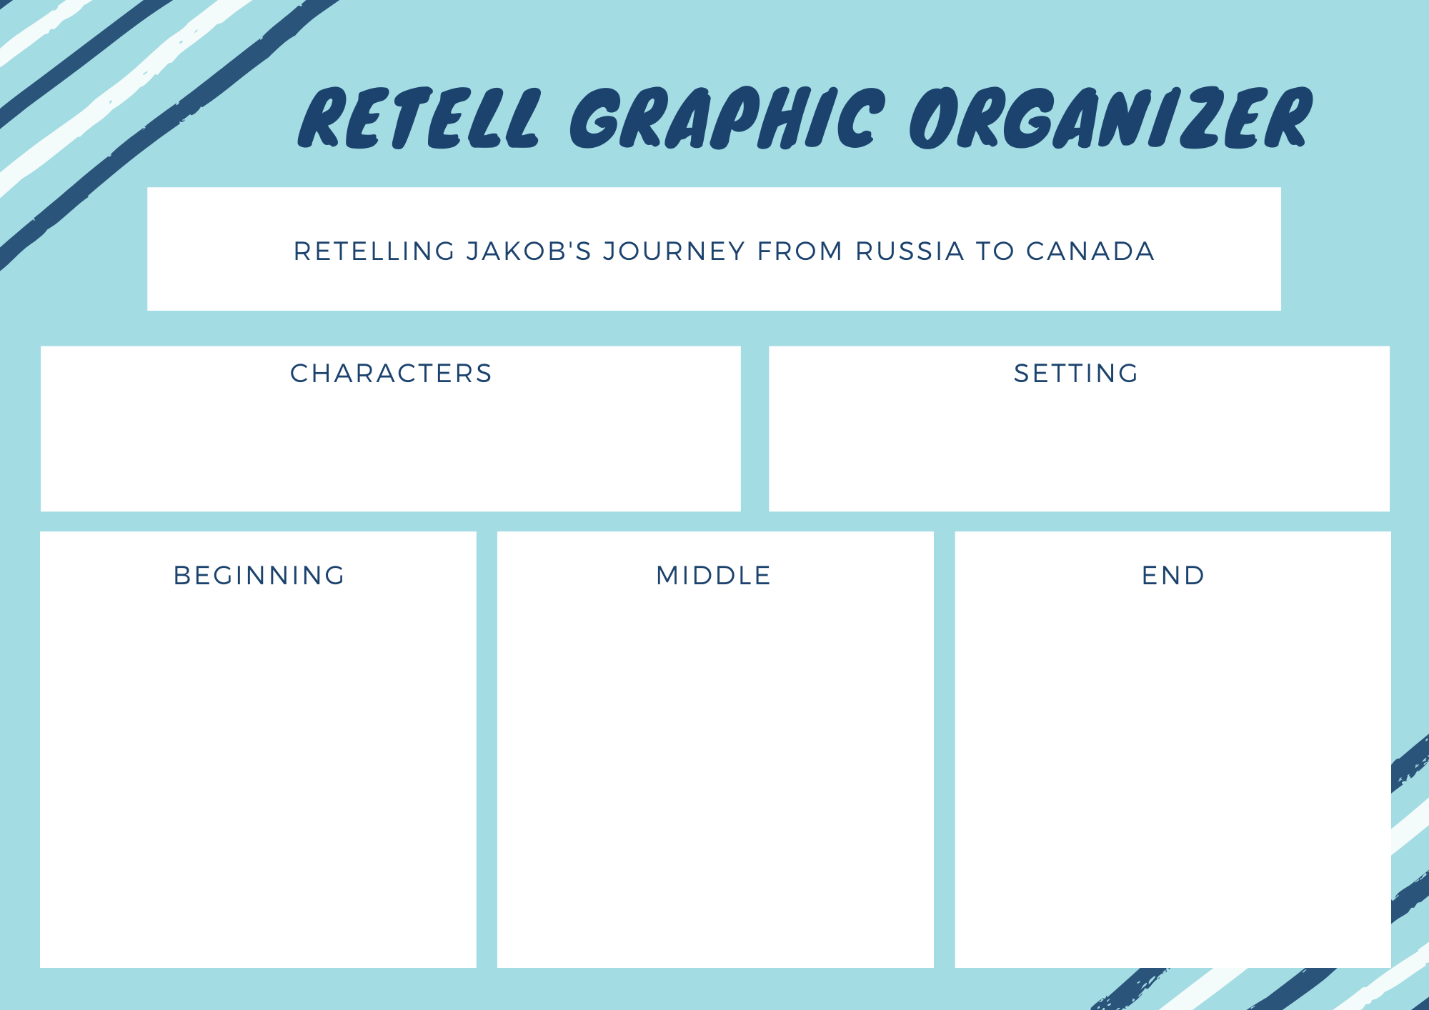 RETELL GRAPHIC ORGANIZER
RETELLING JAKOB'S JOURNEY FROM RUSSIA TO CANADA
CHARACTERS
SETTING
BEGINNING
MIDDLE
END